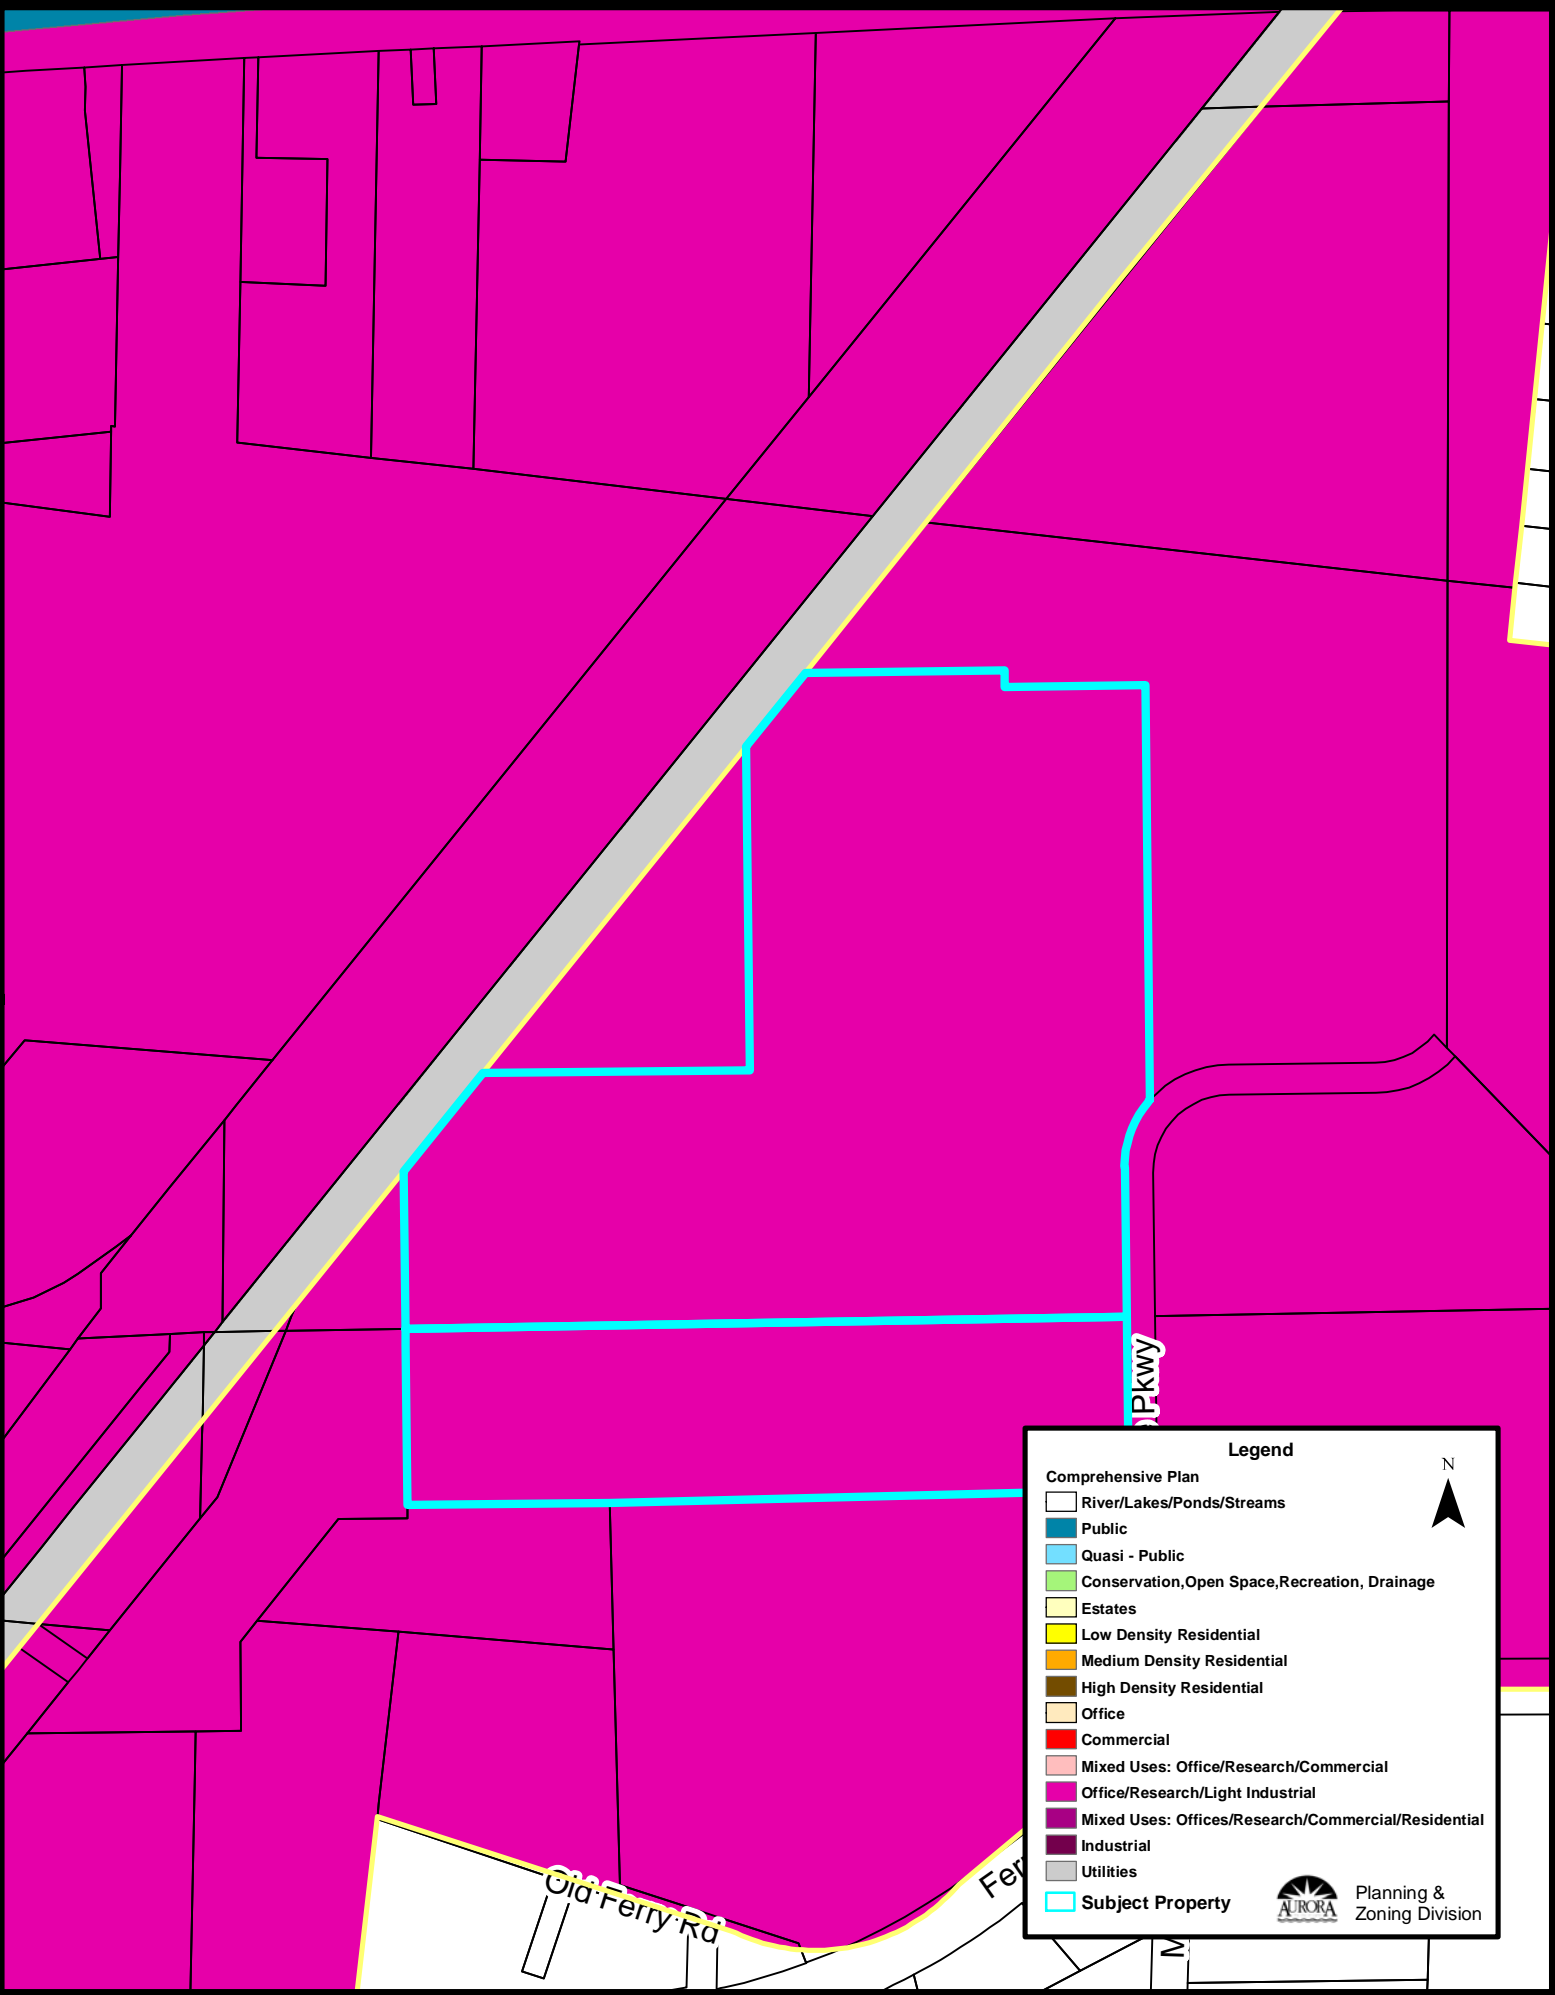 Pkwy
Legend
N
Comprehensive Plan
River/Lakes/Ponds/Streams
Public
Quasi - Public
Conservation,Open Space,Recreation, Drainage
Estates
Low Density Residential
Medium Density Residential
High Density Residential
Office
Commercial
Mixed Uses: Office/Research/Commercial
Office/Research/Light Industrial
Mixed Uses: Offices/Research/Commercial/Residential
Industrial
Utilities
Subject Property
AURORA
Planning &
Zoning Division
Old Ferry Rd